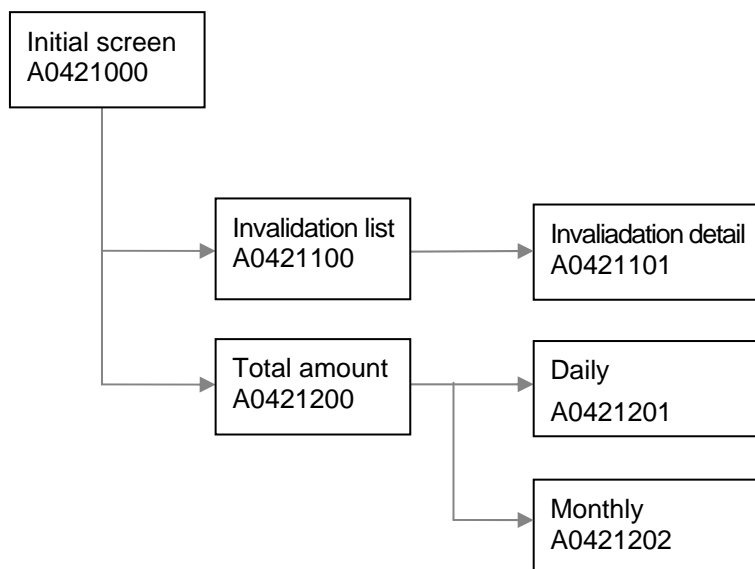 Initial screen
A0421000
Invalidation list
A0421100
Invaliadation detail
A0421101
Total amount
A0421200
Daily
A0421201
Monthly
A0421202